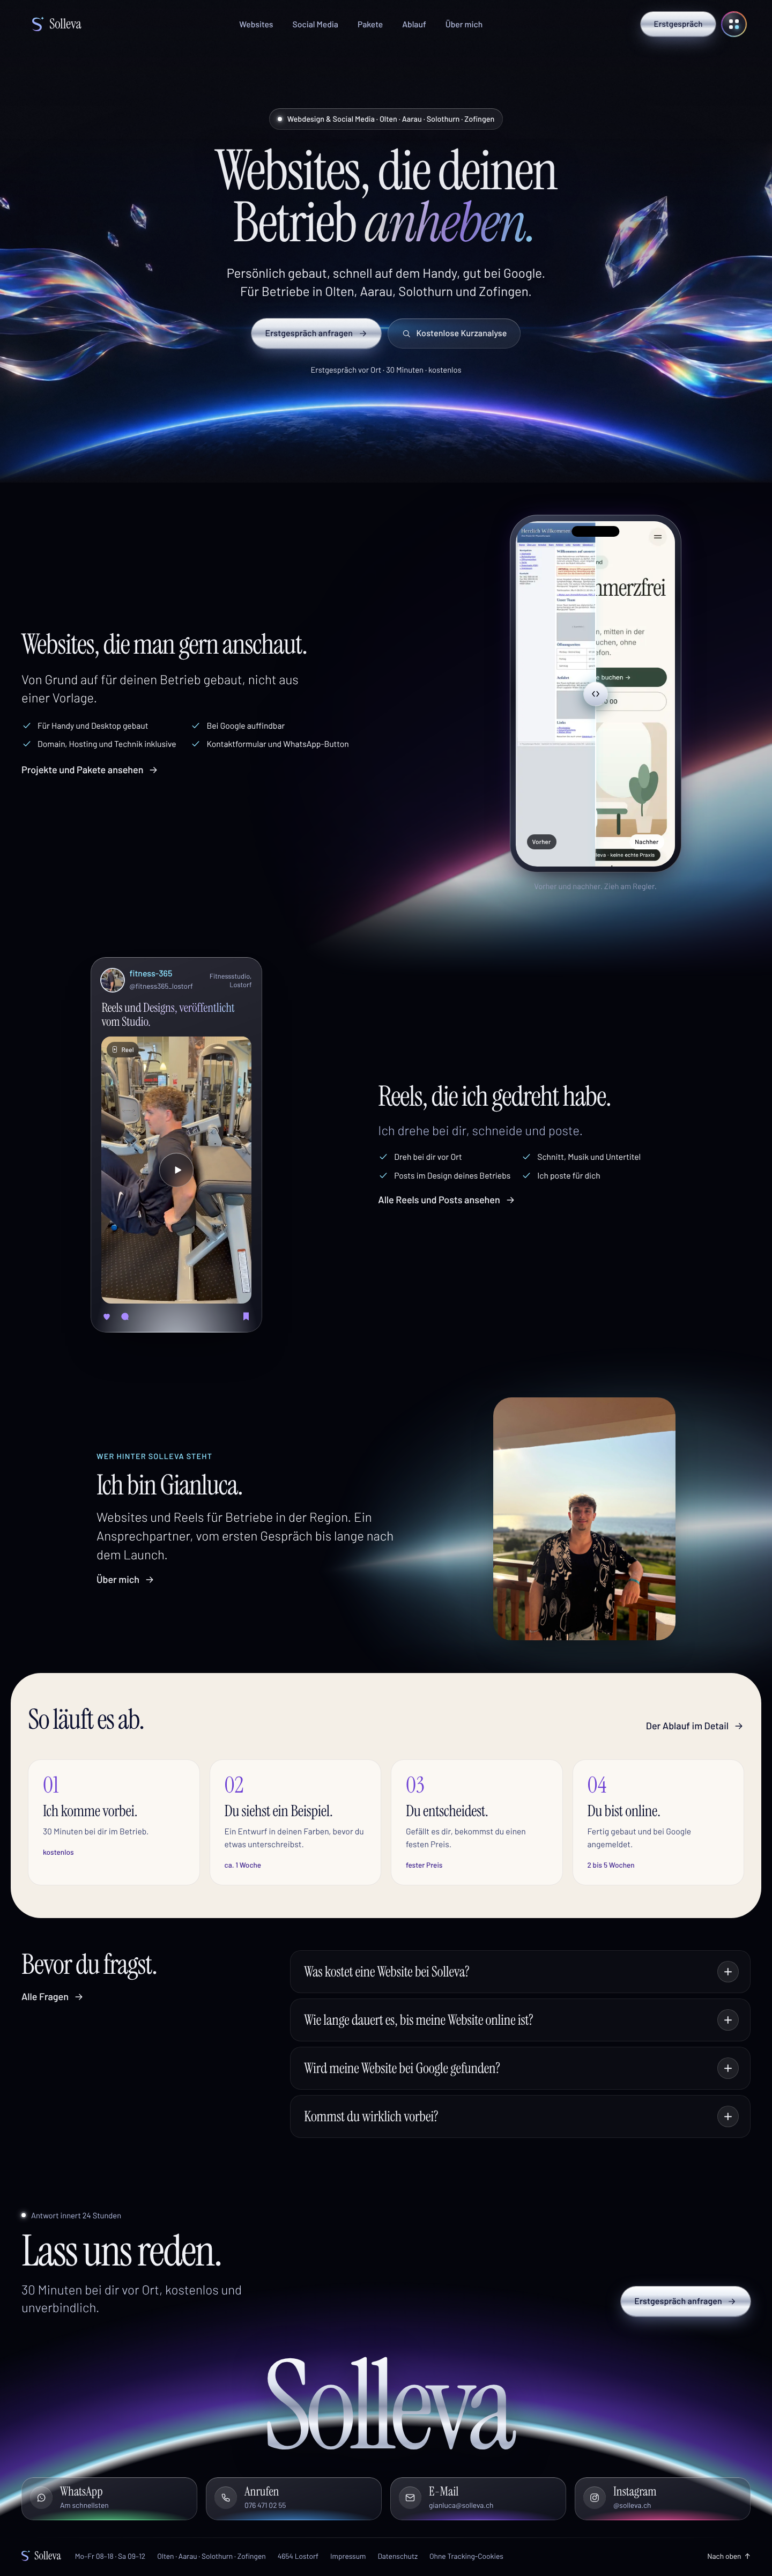 Solleva
Websites
Social Media
Pakete
Ablauf
Über mich
Erstgespräch
Webdesign & Social Media · Olten · Aarau · Solothurn · Zofingen
Websites, die deinen
Betrieb anheben.
Persönlich gebaut, schnell auf dem Handy, gut bei Google.
Für Betriebe in Olten, Aarau, Solothurn und Zofingen.
Erstgespräch anfragen →
Kostenlose Kurzanalyse
Erstgespräch vor Ort · 30 Minuten · kostenlos
Websites, die man gern anschaut.
Von Grund auf für deinen Betrieb gebaut, nicht aus
einer Vorlage.
Für Handy und Desktop gebaut
Bei Google auffindbar
Domain, Hosting und Technik inklusive
Kontaktformular und WhatsApp-Button
Projekte und Pakete ansehen →
Herzlich Willkommen
nmerzfrei
n, mitten in der
uchen, ohne
efon.
e buchen →
Vorher
Nachher
lleva · keine echte Praxis
Vorher und nachher. Zieh am Regler.
fitness-365
@fitness365_lostorf
Fitnessstudio,
Lostorf
Reels und Designs, veröffentlicht
vom Studio.
Reel
Reels, die ich gedreht habe.
Ich drehe bei dir, schneide und poste.
Dreh bei dir vor Ort
Schnitt, Musik und Untertitel
Posts im Design deines Betriebs
Ich poste für dich
Alle Reels und Posts ansehen →
WER HINTER SOLLEVA STEHT
Ich bin Gianluca.
Websites und Reels für Betriebe in der Region. Ein
Ansprechpartner, vom ersten Gespräch bis lange nach
dem Launch.
Über mich →
So läuft es ab.
Der Ablauf im Detail →
01
Ich komme vorbei.
30 Minuten bei dir im Betrieb.
kostenlos
02
Du siehst ein Beispiel.
Ein Entwurf in deinen Farben, bevor du
etwas unterschreibst.
ca. 1 Woche
03
Du entscheidest.
Gefällt es dir, bekommst du einen
festen Preis.
fester Preis
04
Du bist online.
Fertig gebaut und bei Google
angemeldet.
2 bis 5 Wochen
Bevor du fragst.
Alle Fragen →
Was kostet eine Website bei Solleva?
Wie lange dauert es, bis meine Website online ist?
Wird meine Website bei Google gefunden?
Kommst du wirklich vorbei?
Antwort innert 24 Stunden
Lass uns reden.
30 Minuten bei dir vor Ort, kostenlos und
unverbindlich.
Erstgespräch anfragen →
Solleva
WhatsApp
Am schnellsten
Anrufen
076 471 02 55
E-Mail
gianluca@solleva.ch
Instagram
@solleva.ch
Solleva
Mo–Fr 08–18 · Sa 09–12
Olten · Aarau · Solothurn · Zofingen
4654 Lostorf
Impressum
Datenschutz
Ohne Tracking-Cookies
Nach oben ↑